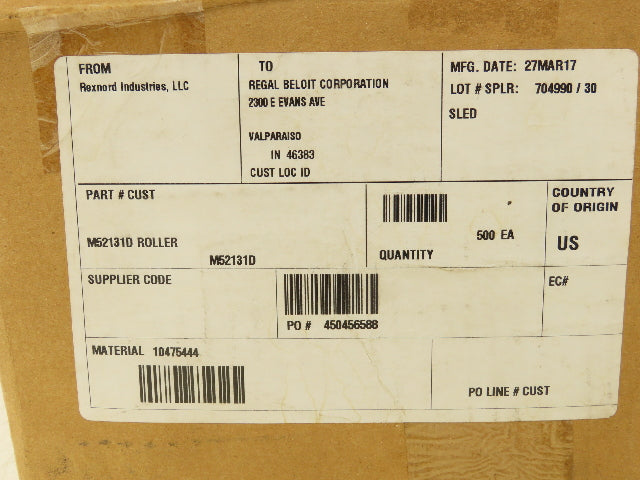 FROM
Rexnord Industries, LLC
TO
REGAL BELOIT CORPORATION
2300 E EVANS AVE
VALPARAISO
IN 46383
CUST LOC ID
MFG. DATE: 27MAR17
LOT # SPLR: 704990 / 30
SLED
PART # CUST
M52131D ROLLER
M52131D
500 EA
QUANTITY
COUNTRY
OF ORIGIN
US
SUPPLIER CODE
PO # 450456588
EC#
MATERIAL 10475444
PO LINE # CUST